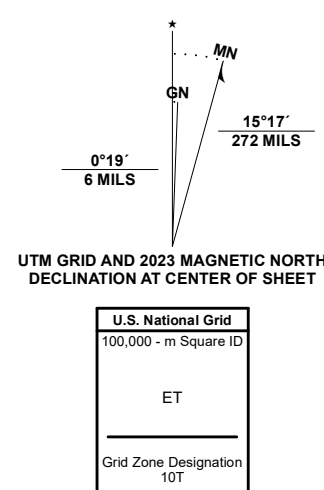 ★
MN
GN
15°17´
272 MILS
0°19´
6 MILS
UTM GRID AND 2023 MAGNETIC NORTH
DECLINATION AT CENTER OF SHEET
U.S. National Grid
100,000 - m Square ID
ET
Grid Zone Designation
10T